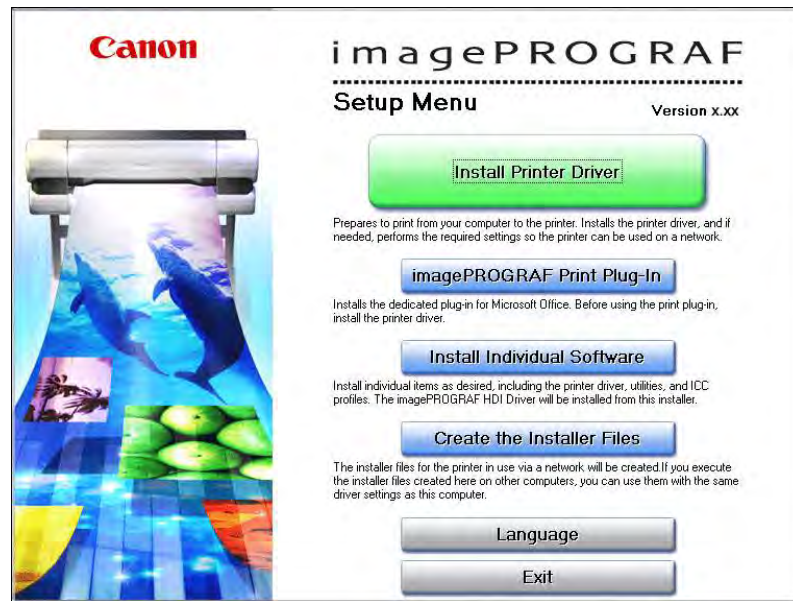 Canon
imagePROGRAF
Setup Menu
Version x.xx
Install Printer Driver
Prepares to print from your computer to the printer. Installs the printer driver, and if
needed, performs the required settings so the printer can be used on a network.
imagePROGRAF Print Plug-In
Installs the dedicated plug-in for Microsoft Office. Before using the print plug-in,
install the printer driver.
Install Individual Software
Install individual items as desired, including the printer driver, utilities, and ICC
profiles. The imagePROGRAF HDI Driver will be installed from this installer.
Create the Installer Files
The installer files for the printer in use via a network will be created.If you execute
the installer files created here on other computers, you can use them with the same
driver settings as this computer.
Language
Exit